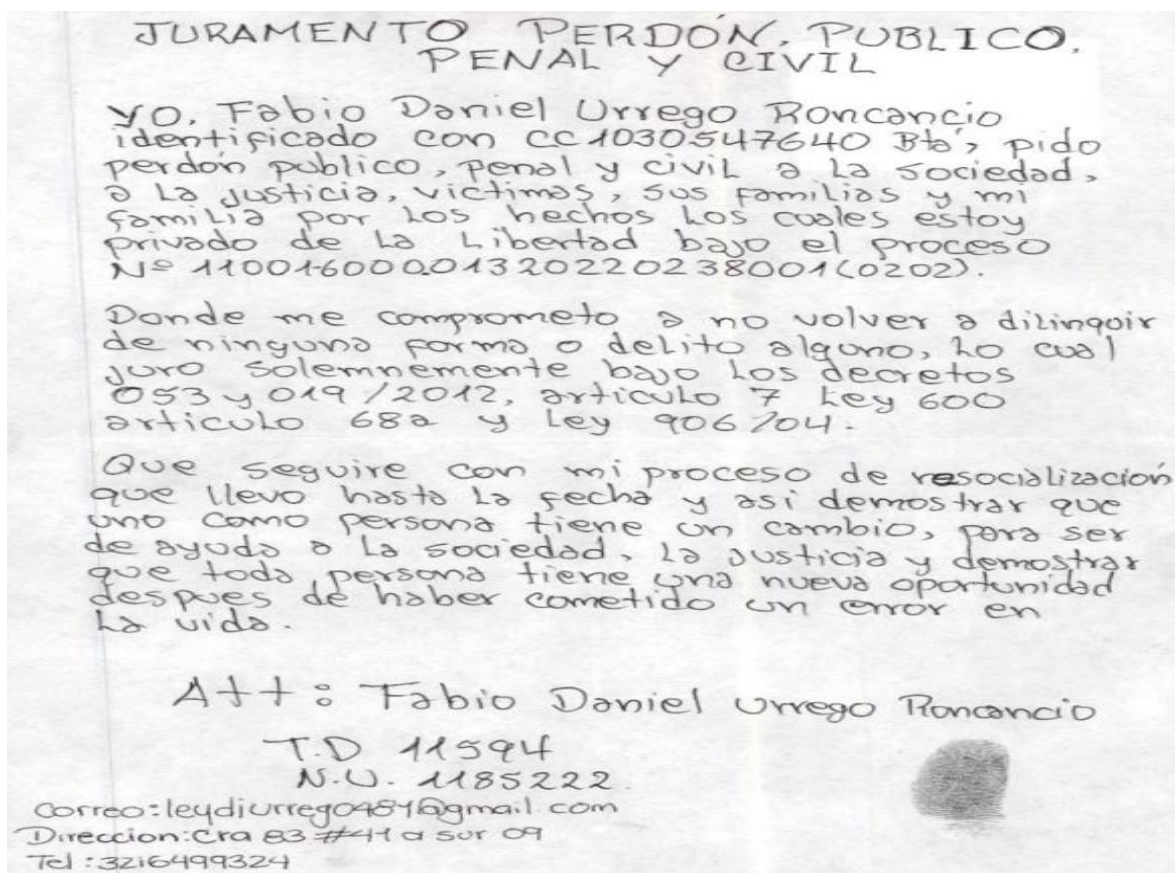 JURAMENTO PERDÓN. PUBLICO.
PENAL Y CIVIL
YO. Fabio Daniel Urrego Roncancio
identificado con CC 1030547640 Bta, pido
perdón publico, penal y civil a la sociedad,
a la justicia, victimas, sus familias y mi
familia por los hechos los cuales estoy
privado de la Libertad bajo el proceso
Nº 11001600001320220238001(0202).
Donde me comprometo a no volver a dilinquir
de ninguna forma o delito alguno, lo cual
juro solemnemente bajo los decretos
053 y 019/2012, articulo 7 Ley 600
articulo 68a y Ley 906/04.
Que seguire con mi proceso de resocialización
que llevo hasta la fecha y asi demostrar que
uno como persona tiene un cambio, para ser
de ayuda a la sociedad, la justicia y demostrar
que toda persona tiene una nueva oportunidad
despues de haber cometido un error en
la vida.
Att: Fabio Daniel Urrego Roncancio
T.D 11594
N.U. 1185222
Correo: leydiurrego481@gmail.com
Direccion: Cra 83 #41 a sur 09
Tel: 3216499324